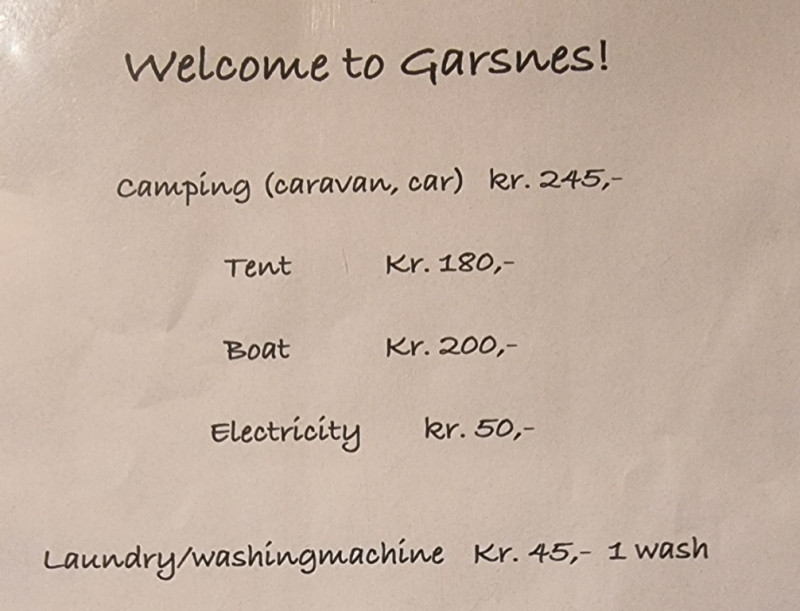 Welcome to Garsnes!
Camping (caravan, car) kr. 245,-
Tent Kr. 180,-
Boat Kr. 200,-
Electricity kr. 50,-
Laundry/washingmachine Kr. 45,- 1 wash